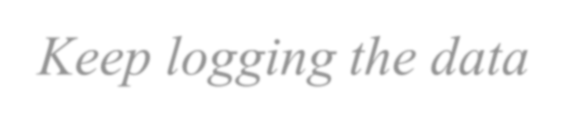 Keep logging the data